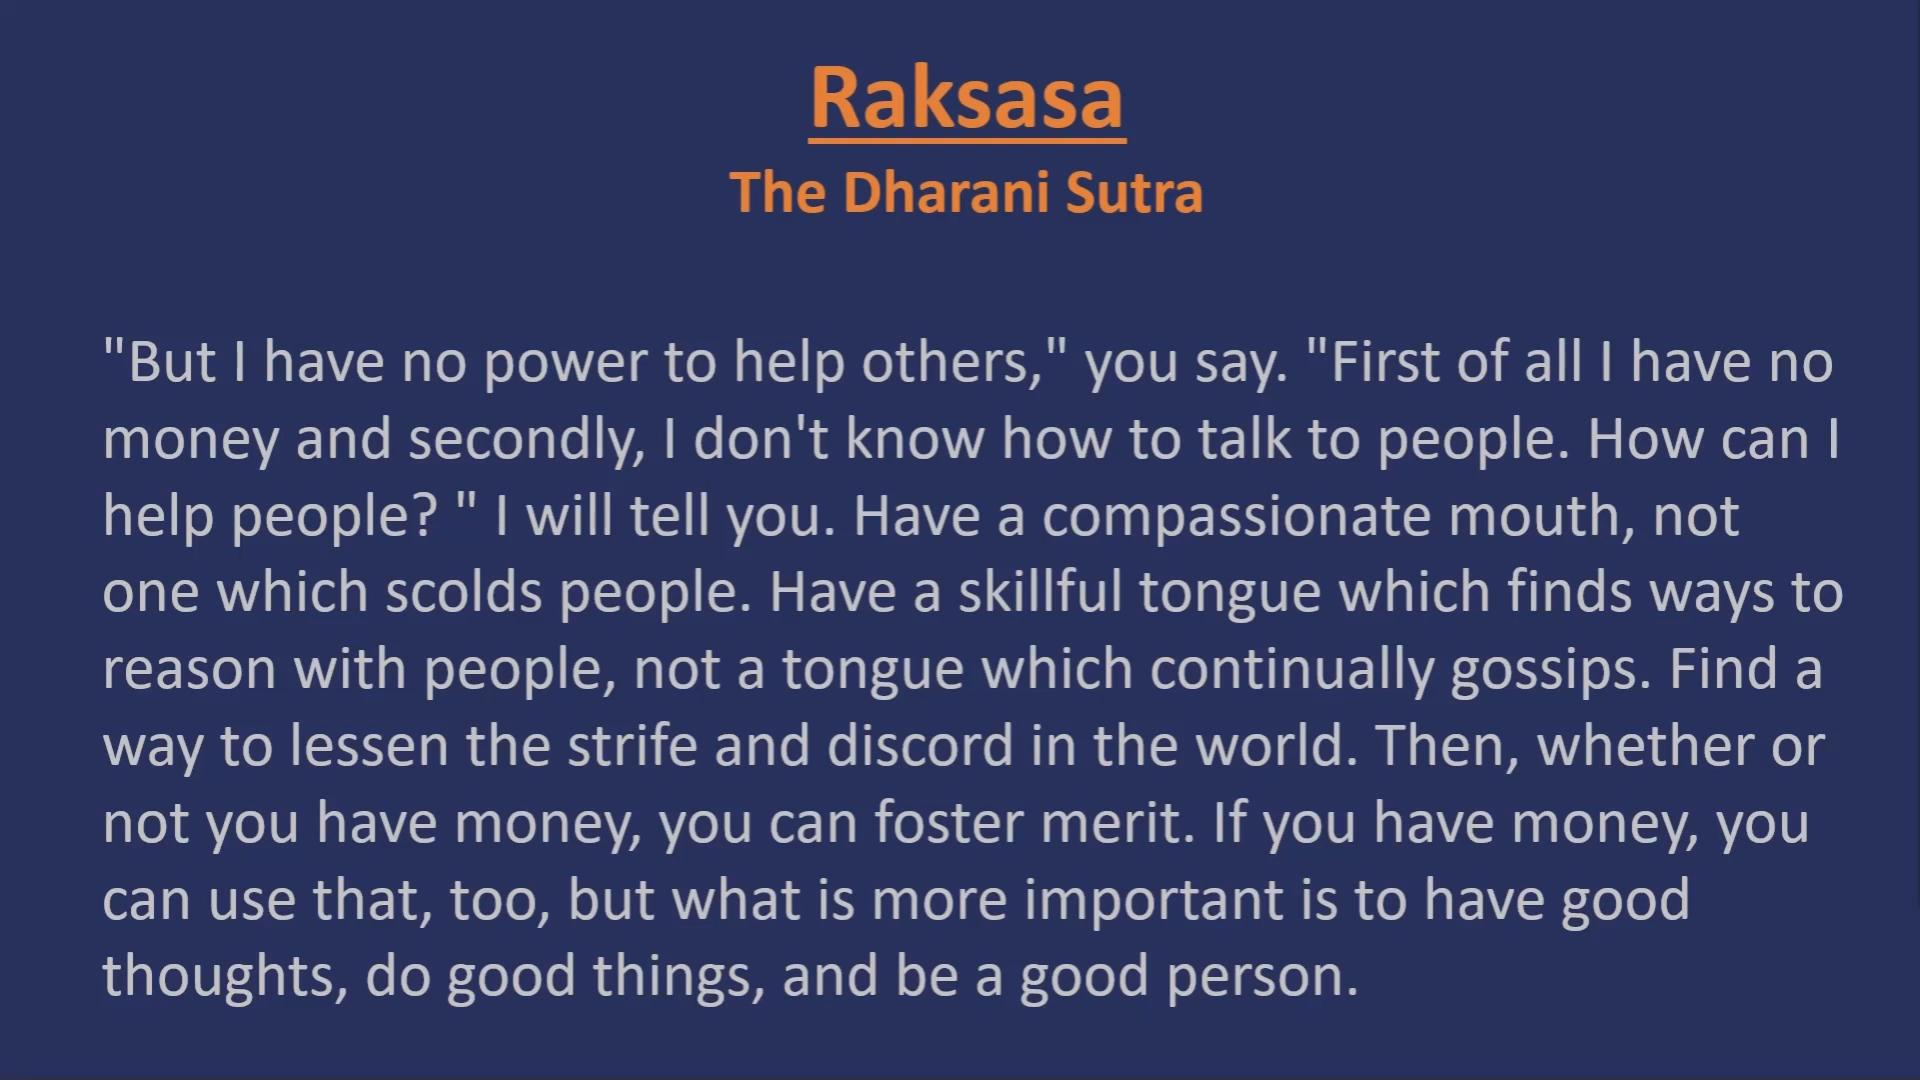 Raksasa
The Dharani Sutra
"But I have no power to help others," you say. "First of all I have no
money and secondly, I don't know how to talk to people. How can I
help people? " I will tell you. Have a compassionate mouth, not
one which scolds people. Have a skillful tongue which finds ways to
reason with people, not a tongue which continually gossips. Find a
way to lessen the strife and discord in the world. Then, whether or
not you have money, you can foster merit. If you have money, you
can use that, too, but what is more important is to have good
thoughts, do good things, and be a good person.